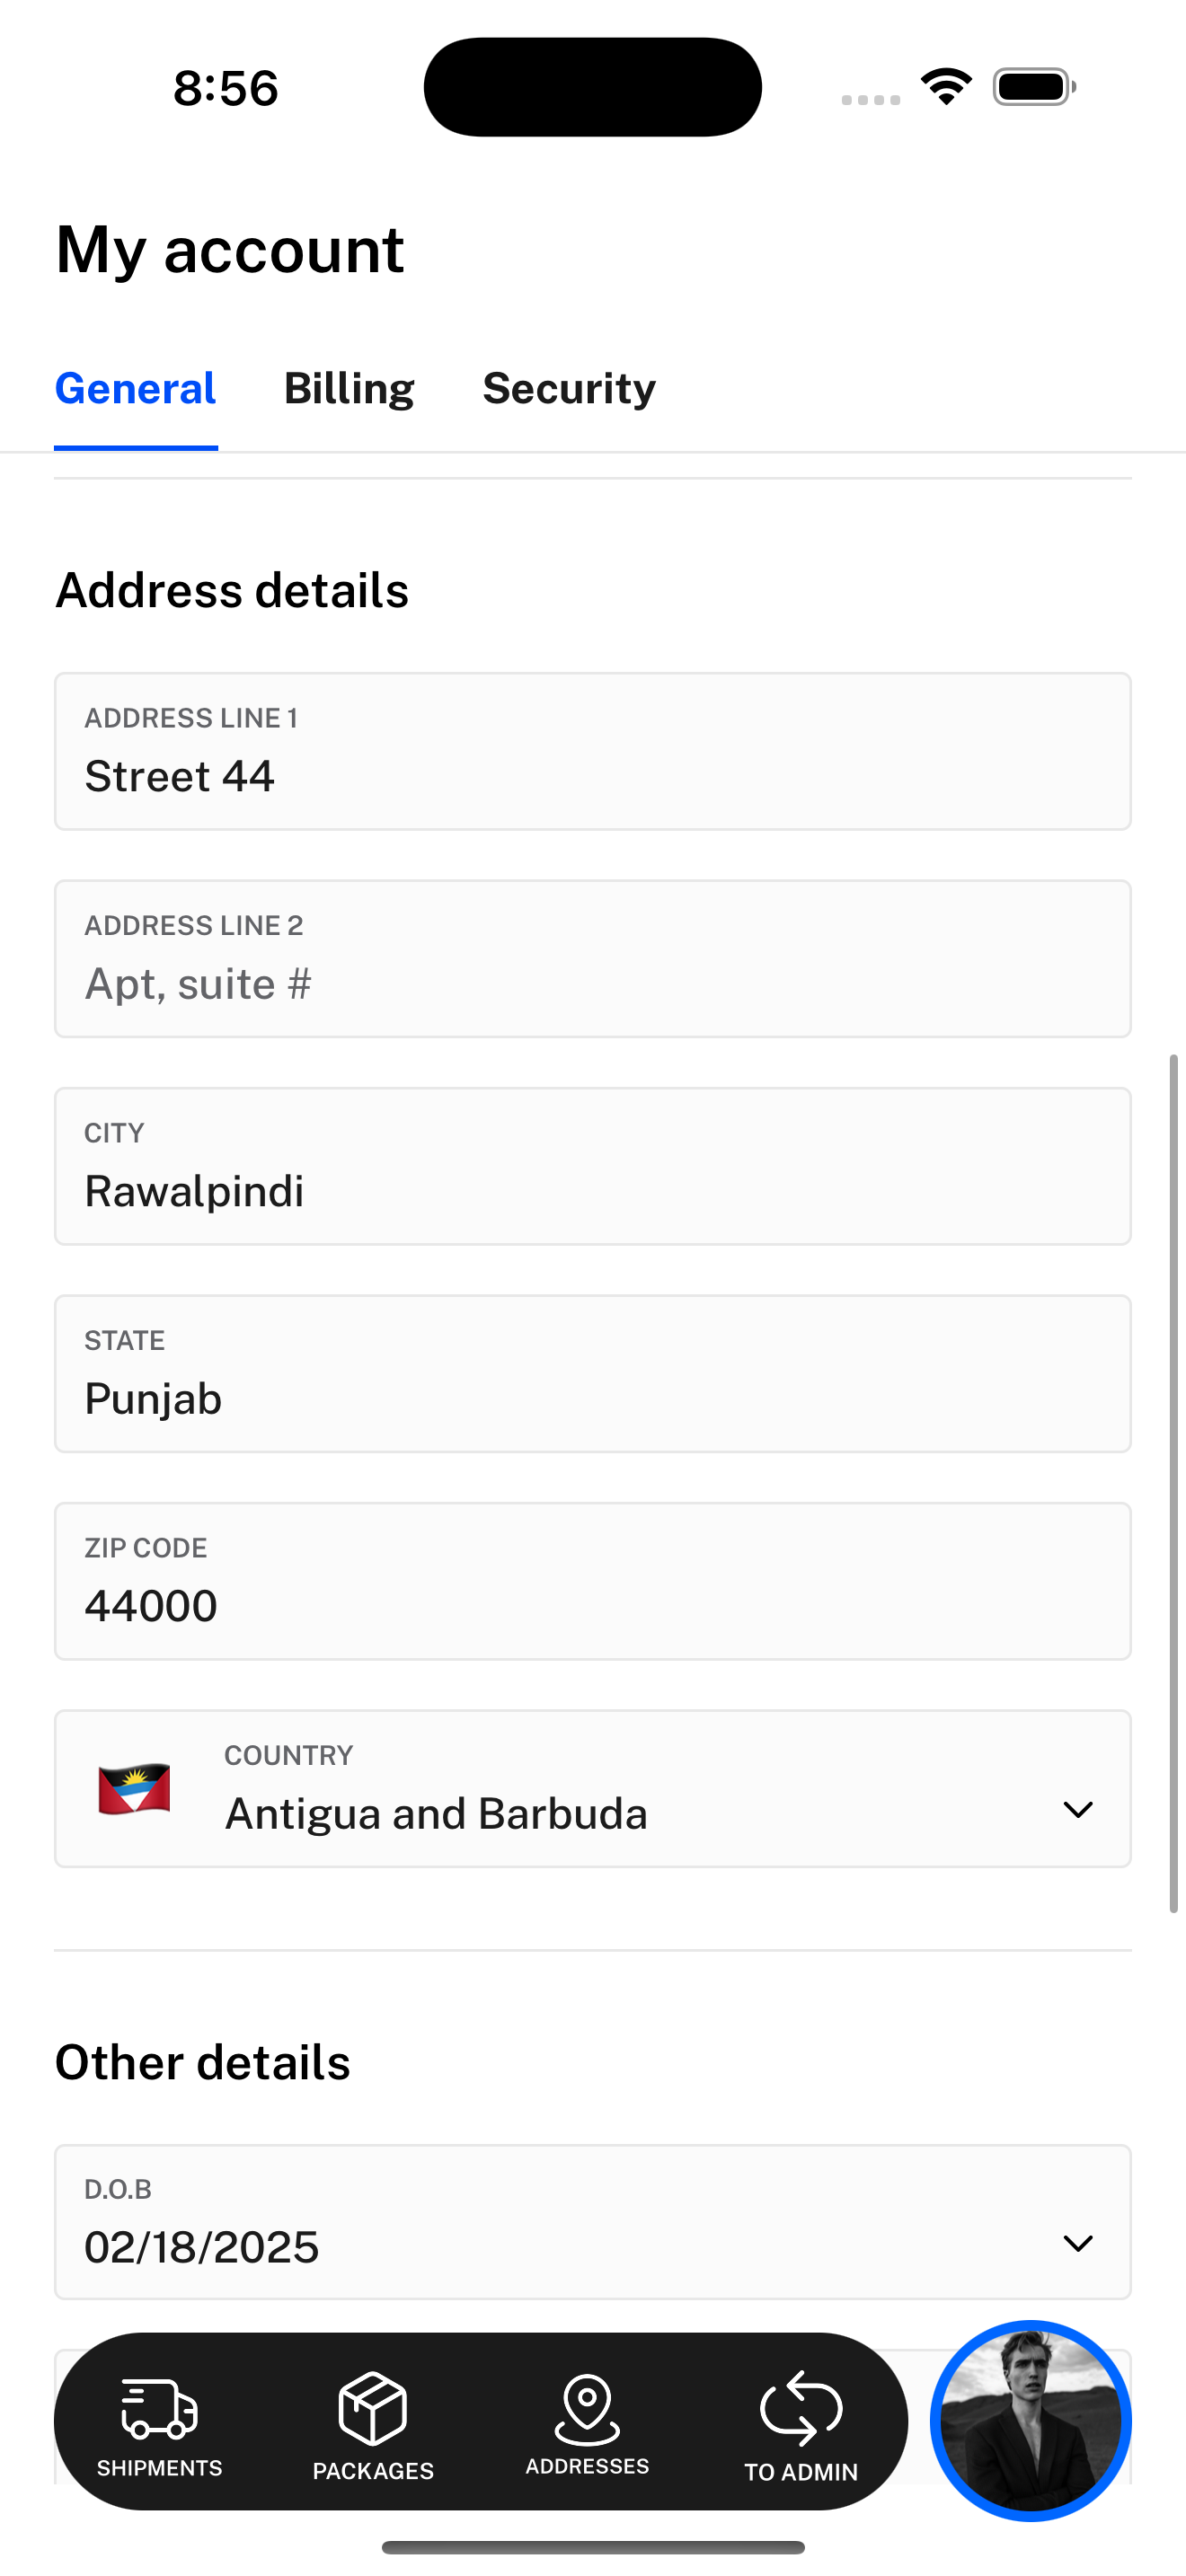 8:56
My account
General Billing Security
Address details
ADDRESS LINE 1
Street 44
ADDRESS LINE 2
Apt, suite #
CITY
Rawalpindi
STATE
Punjab
ZIP CODE
44000
COUNTRY
Antigua and Barbuda
Other details
D.O.B
02/18/2025
SHIPMENTS PACKAGES ADDRESSES TO ADMIN